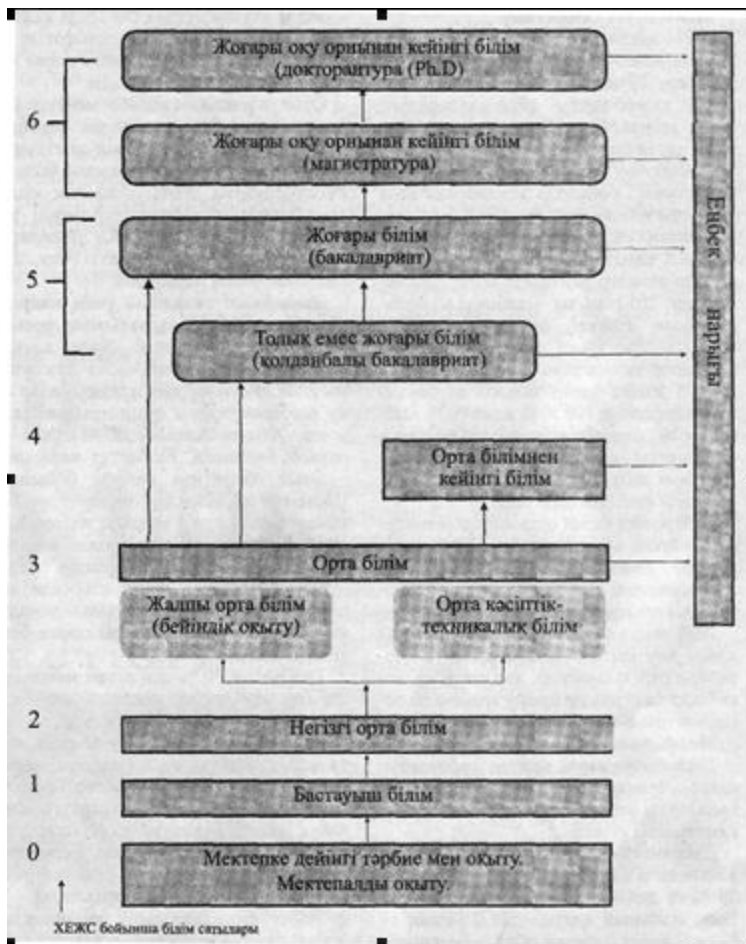 Жоғары оқу орнынан кейінгі білім
(докторантура (Ph.D)
6
Жоғары оқу орнынан кейінгі білім
(магистратура)
Жоғары білім
(бакалавриат)
5
Толық емес жоғары білім
(қолданбалы бакалавриат)
4
Орта білімнен
кейінгі білім
3
Орта білім
Жалпы орта білім
(бейіндік оқыту)
Орта кәсіптік-
техникалық білім
2
Негізгі орта білім
1
Бастауыш білім
0
Мектепке дейінгі тәрбие мен оқыту.
Мектепалды оқыту.
ХЕЖС бойынша білім сатылары
Еңбек нарығы